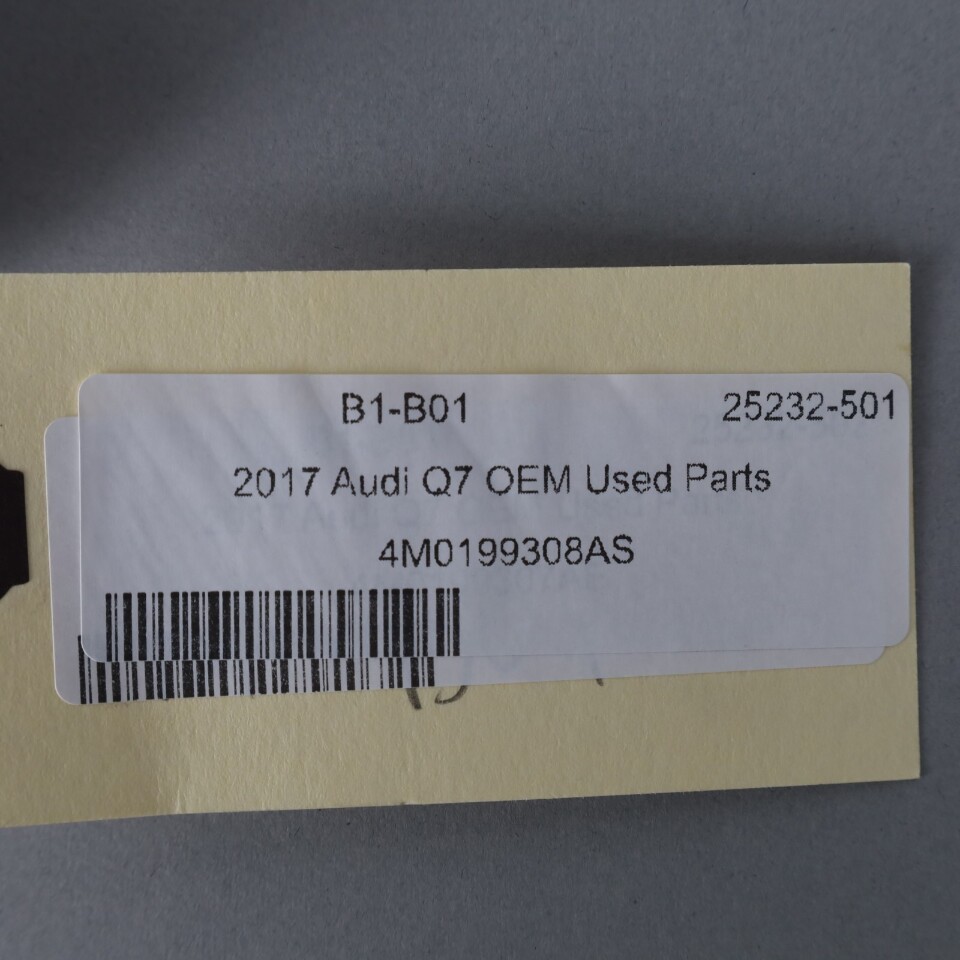 B1-B01 25232-501
2017 Audi Q7 OEM Used Parts
4M0199308AS